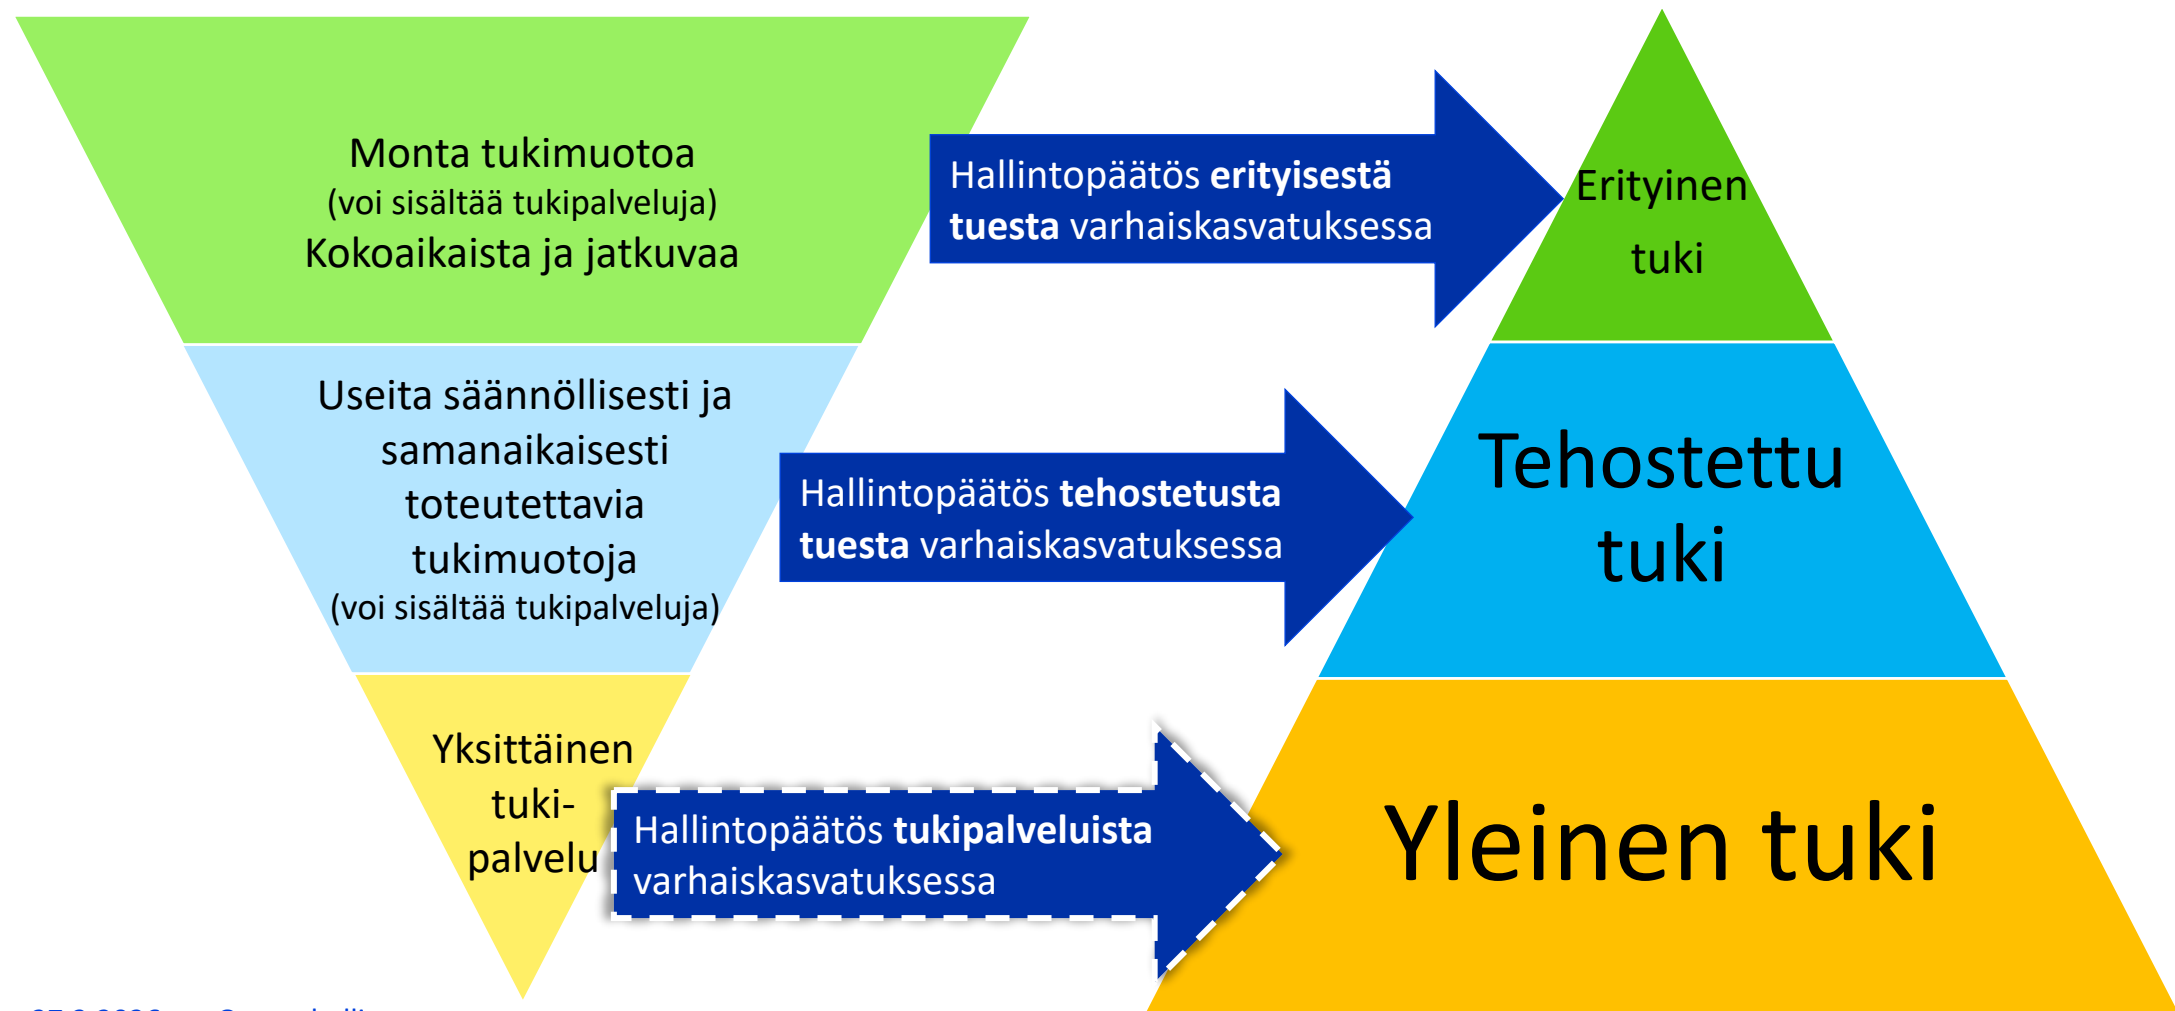 Monta tukimuotoa
(voi sisältää tukipalveluja)
Kokoaikaista ja jatkuvaa
Hallintopäätös erityisestä
tuesta varhaiskasvatuksessa
Erityinen
tuki
Useita säännöllisesti ja
samanaikaisesti
toteutettavia
tukimuotoja
(voi sisältää tukipalveluja)
Hallintopäätös tehostetusta
tuesta varhaiskasvatuksessa
Tehostettu
tuki
Yksittäinen
tuki-
palvelu
Hallintopäätös tukipalveluista
varhaiskasvatuksessa
Yleinen tuki